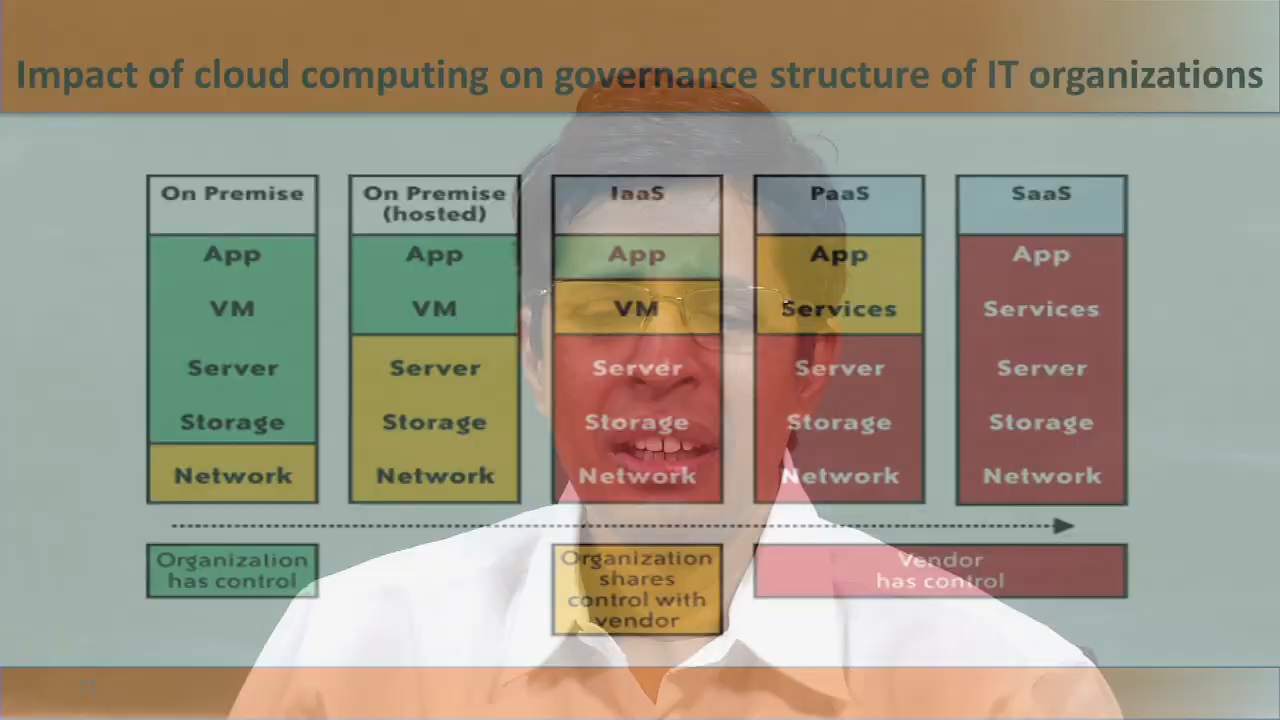 Impact of cloud computing on governance structure of IT organizations
On Premise
App
VM
Server
Storage
Network
On Premise
(hosted)
App
VM
Server
Storage
Network
IaaS
App
VM
Server
Storage
Network
PaaS
App
Services
Server
Storage
Network
SaaS
App
Services
Server
Storage
Network
Organization
has control
Organization
shares
control with
vendor
Vendor
has control